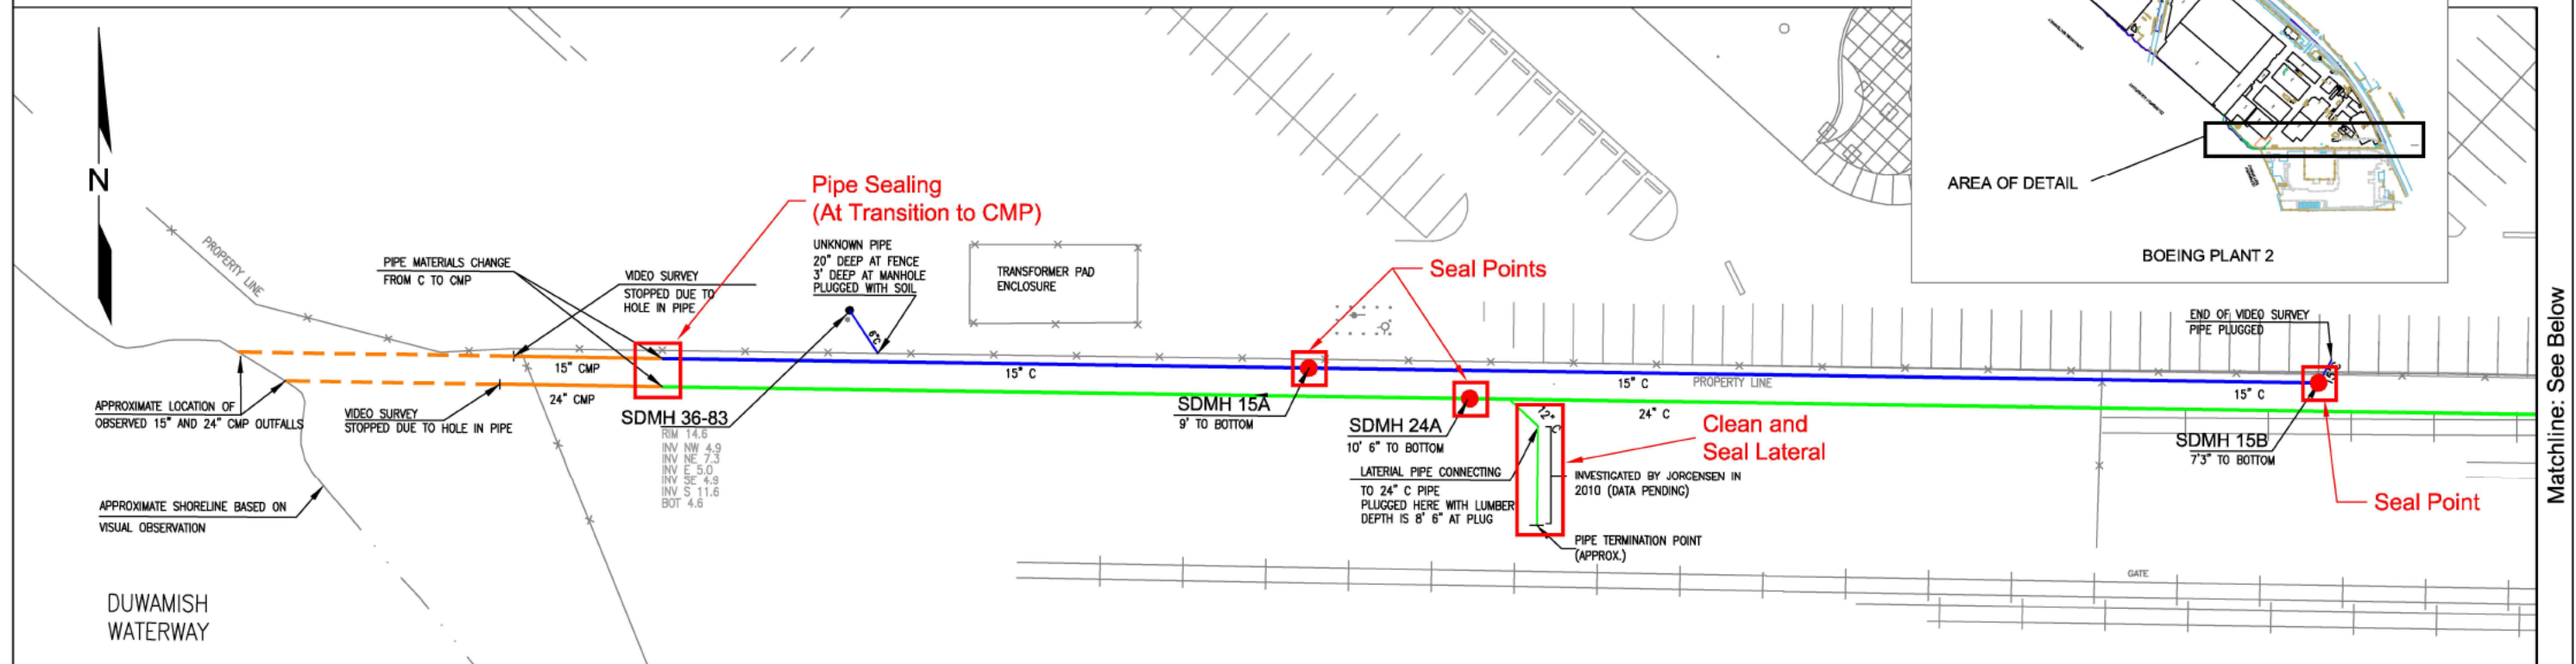 N
PROPERTY LINE
PIPE MATERIALS CHANGE
FROM C TO CMP
VIDEO SURVEY
STOPPED DUE TO
HOLE IN PIPE
Pipe Sealing
(At Transition to CMP)
UNKNOWN PIPE
20" DEEP AT FENCE
3' DEEP AT MANHOLE
PLUGGED WITH SOIL
6"C
TRANSFORMER PAD
ENCLOSURE
Seal Points
AREA OF DETAIL
BOEING PLANT 2
END OF VIDEO SURVEY
PIPE PLUGGED
15" CMP
24" CMP
15" C
15" C
PROPERTY LINE
15" C
24" C
APPROXIMATE LOCATION OF
OBSERVED 15" AND 24" CMP OUTFALLS
VIDEO SURVEY
STOPPED DUE TO HOLE IN PIPE
SDMH 36-83
RIM 14.6
INV NW 4.9
INV NE 7.3
INV E 5.0
INV SE 4.9
INV S 11.6
BOT 4.6
SDMH 15A
9' TO BOTTOM
SDMH 24A
10' 6" TO BOTTOM
12" C
LATERIAL PIPE CONNECTING
TO 24" C PIPE
PLUGGED HERE WITH LUMBER
DEPTH IS 8' 6" AT PLUG
Clean and
Seal Lateral
INVESTIGATED BY JORGENSEN IN
2010 (DATA PENDING)
PIPE TERMINATION POINT
(APPROX.)
SDMH 15B
7'3" TO BOTTOM
Seal Point
GATE
APPROXIMATE SHORELINE BASED ON
VISUAL OBSERVATION
DUWAMISH
WATERWAY
Matchline: See Below